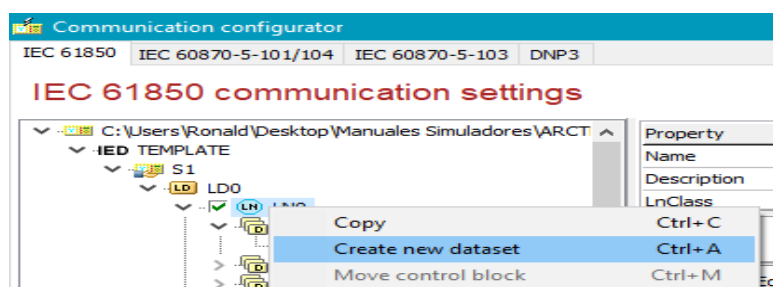 Communication configurator
IEC 61850 IEC 60870-5-101/104 IEC 60870-5-103 DNP3
IEC 61850 communication settings
C:\Users\Ronald\Desktop\Manuales Simuladores\ARCTI
Property
IED TEMPLATE
Name
S1
Description
LD LD0
LnClass
LN LN0
Copy Ctrl+C
Create new dataset Ctrl+A
Move control block Ctrl+M